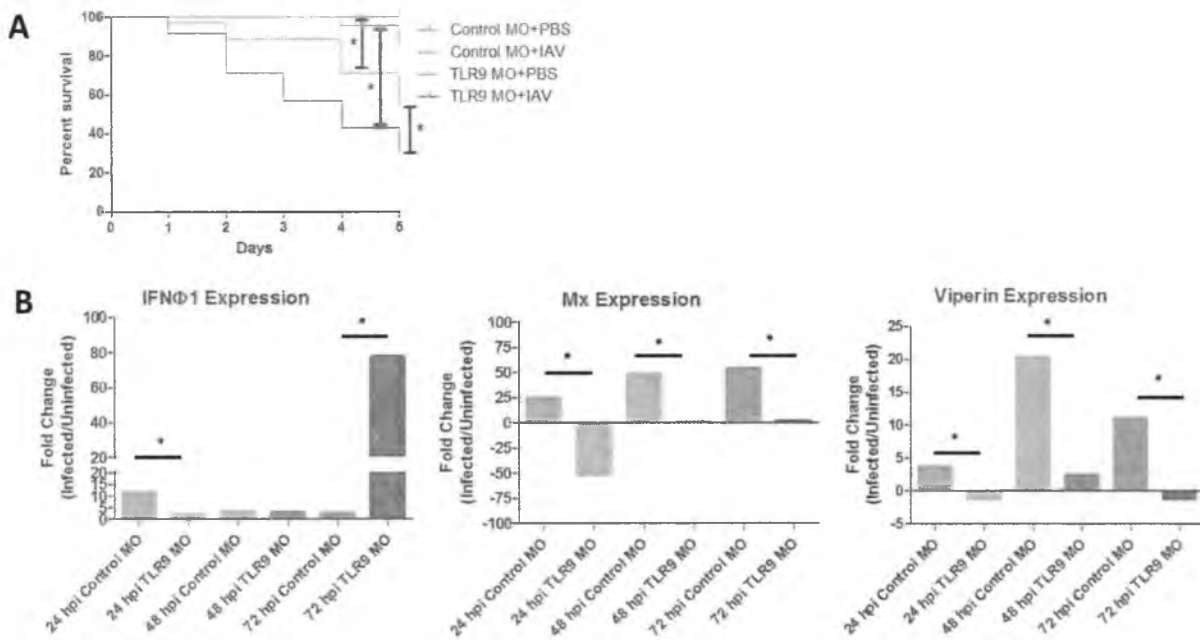 A
Percent survival
100
80
60
40
20
0
0 1 2 3 4 5
Days
* * *
Control MO+PBS
Control MO+IAV
TLR9 MO+PBS
TLR9 MO+IAV
B
IFNΦ1 Expression
Fold Change
(Infected/Uninfected)
100
80
60
40
20
20
15
10
5
0
* *
24 hpi Control MO
24 hpi TLR9 MO
48 hpi Control MO
48 hpi TLR9 MO
72 hpi Control MO
72 hpi TLR9 MO
Mx Expression
Fold Change
(Infected/Uninfected)
100
75
50
25
0
-25
-50
-75
-100
* * *
24 hpi Control MO
24 hpi TLR9 MO
48 hpi Control MO
48 hpi TLR9 MO
72 hpi Control MO
72 hpi TLR9 MO
Viperin Expression
Fold Change
(Infected/Uninfected)
25
20
15
10
5
0
-5
* * *
24 hpi Control MO
24 hpi TLR9 MO
48 hpi Control MO
48 hpi TLR9 MO
72 hpi Control MO
72 hpi TLR9 MO